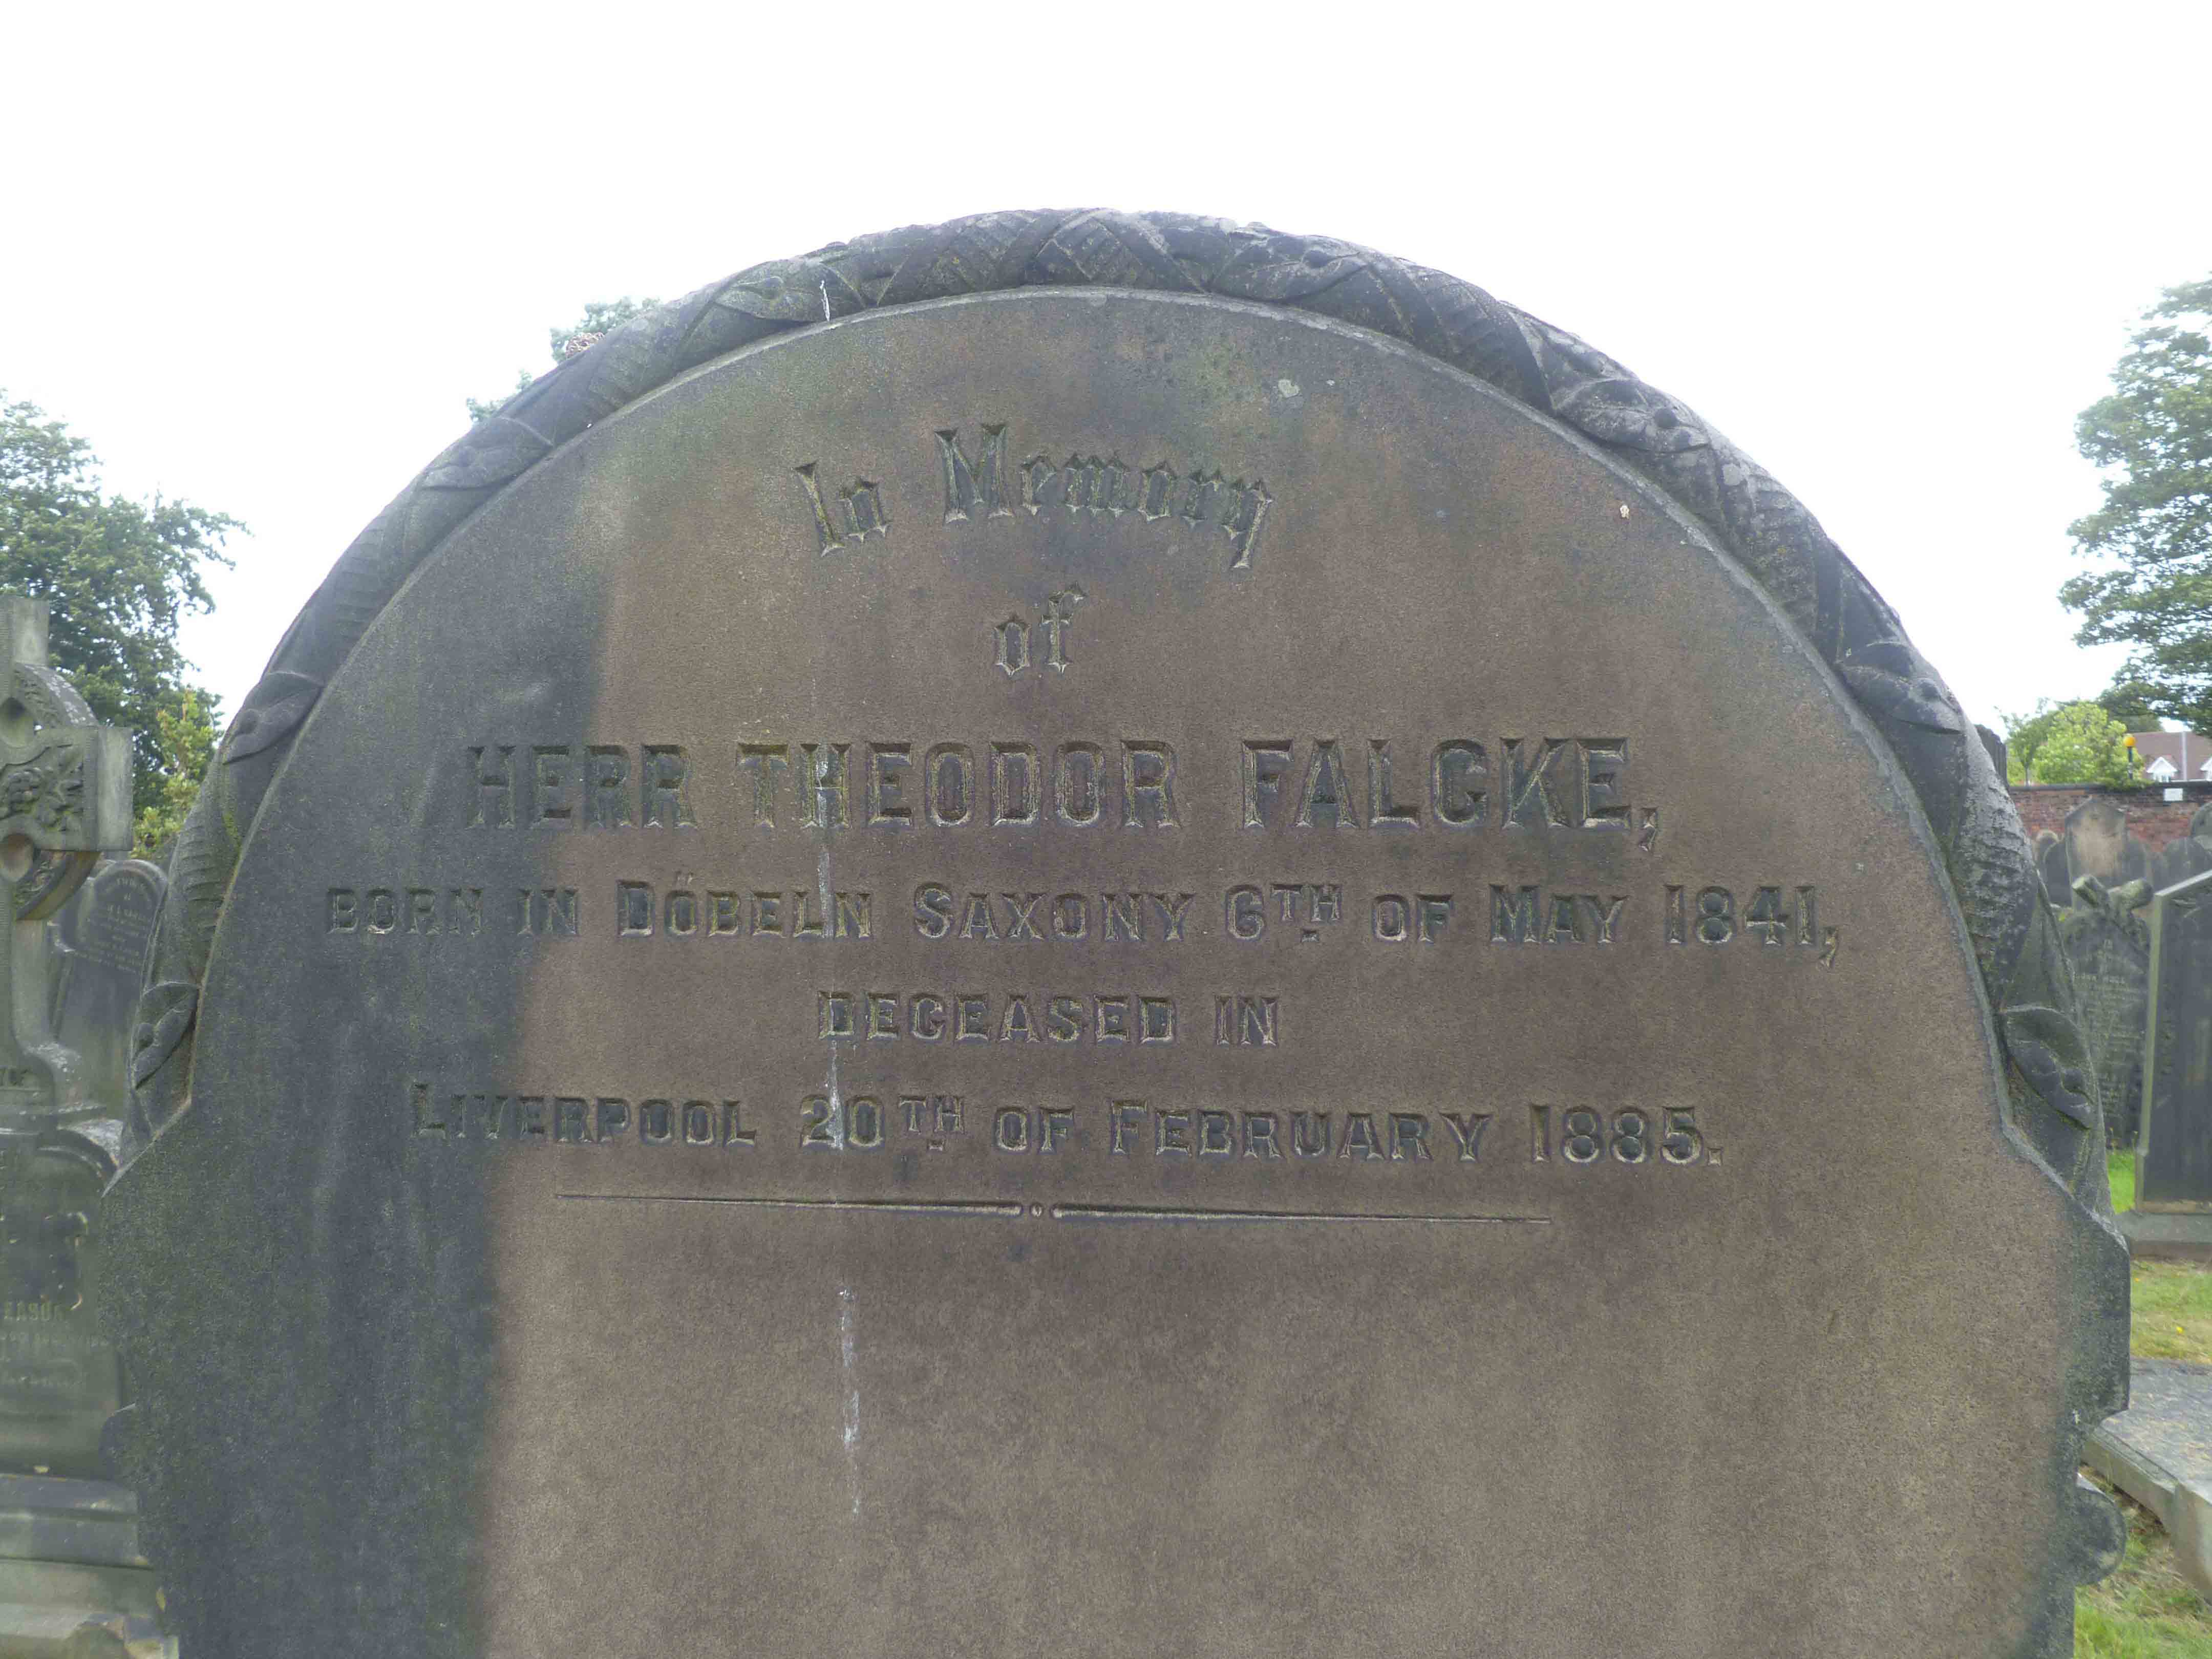 In Memory
of
HERR THEODOR FALCKE,
BORN IN DÖBELN SAXONY 6TH OF MAY 1841,
DECEASED IN
LIVERPOOL 20TH OF FEBRUARY 1885.